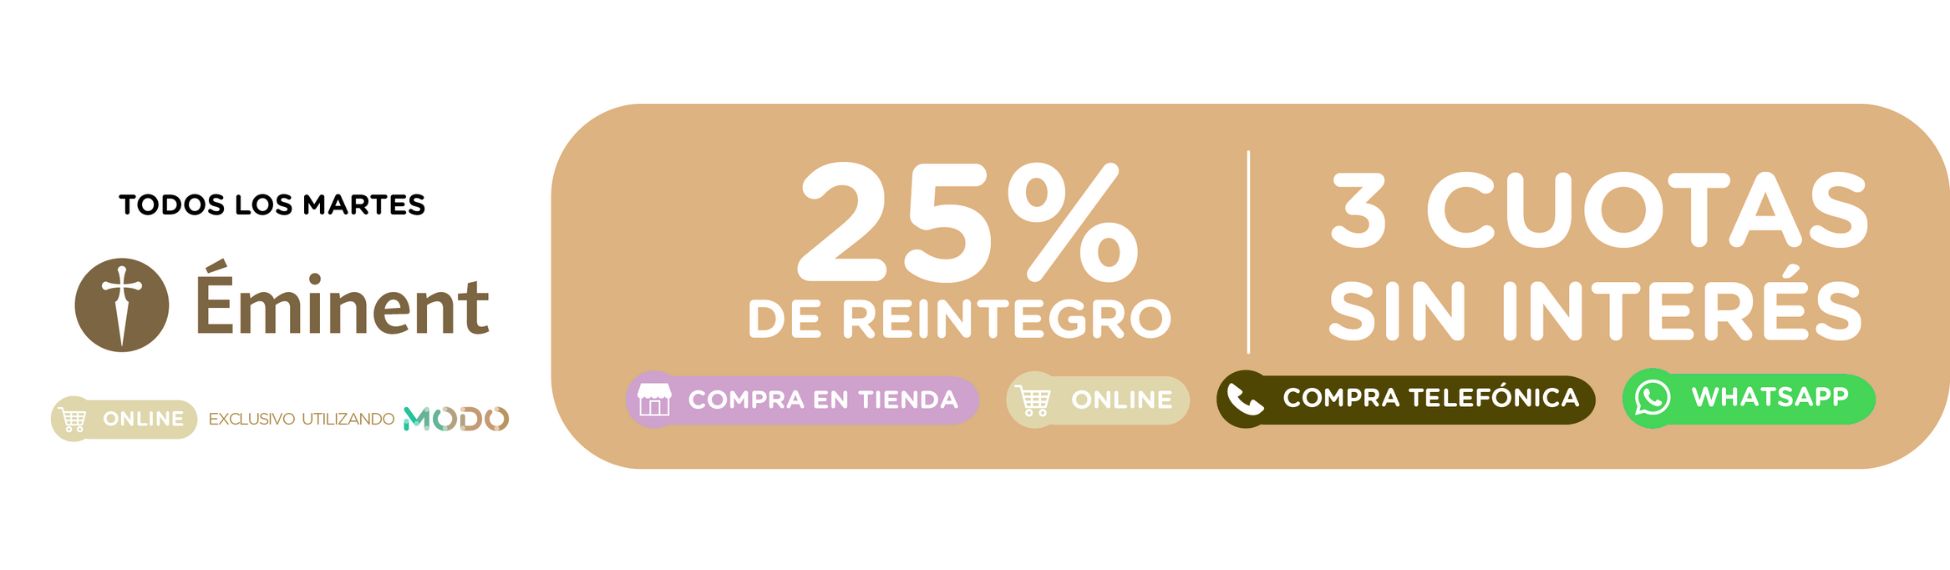 TODOS LOS MARTES
Éminent
ONLINE EXCLUSIVO UTILIZANDO MODO
25%
DE REINTEGRO
3 CUOTAS
SIN INTERÉS
COMPRA EN TIENDA
ONLINE
COMPRA TELEFÓNICA
WHATSAPP